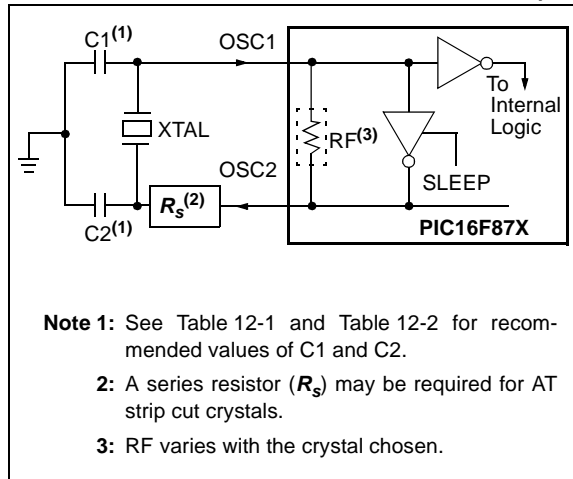 C1(1)
OSC1
To
Internal
Logic
XTAL
RF(3)
OSC2
SLEEP
Rs(2)
C2(1)
PIC16F87X
Note 1: See Table 12-1 and Table 12-2 for recom-
mended values of C1 and C2.
2: A series resistor (Rs) may be required for AT
strip cut crystals.
3: RF varies with the crystal chosen.